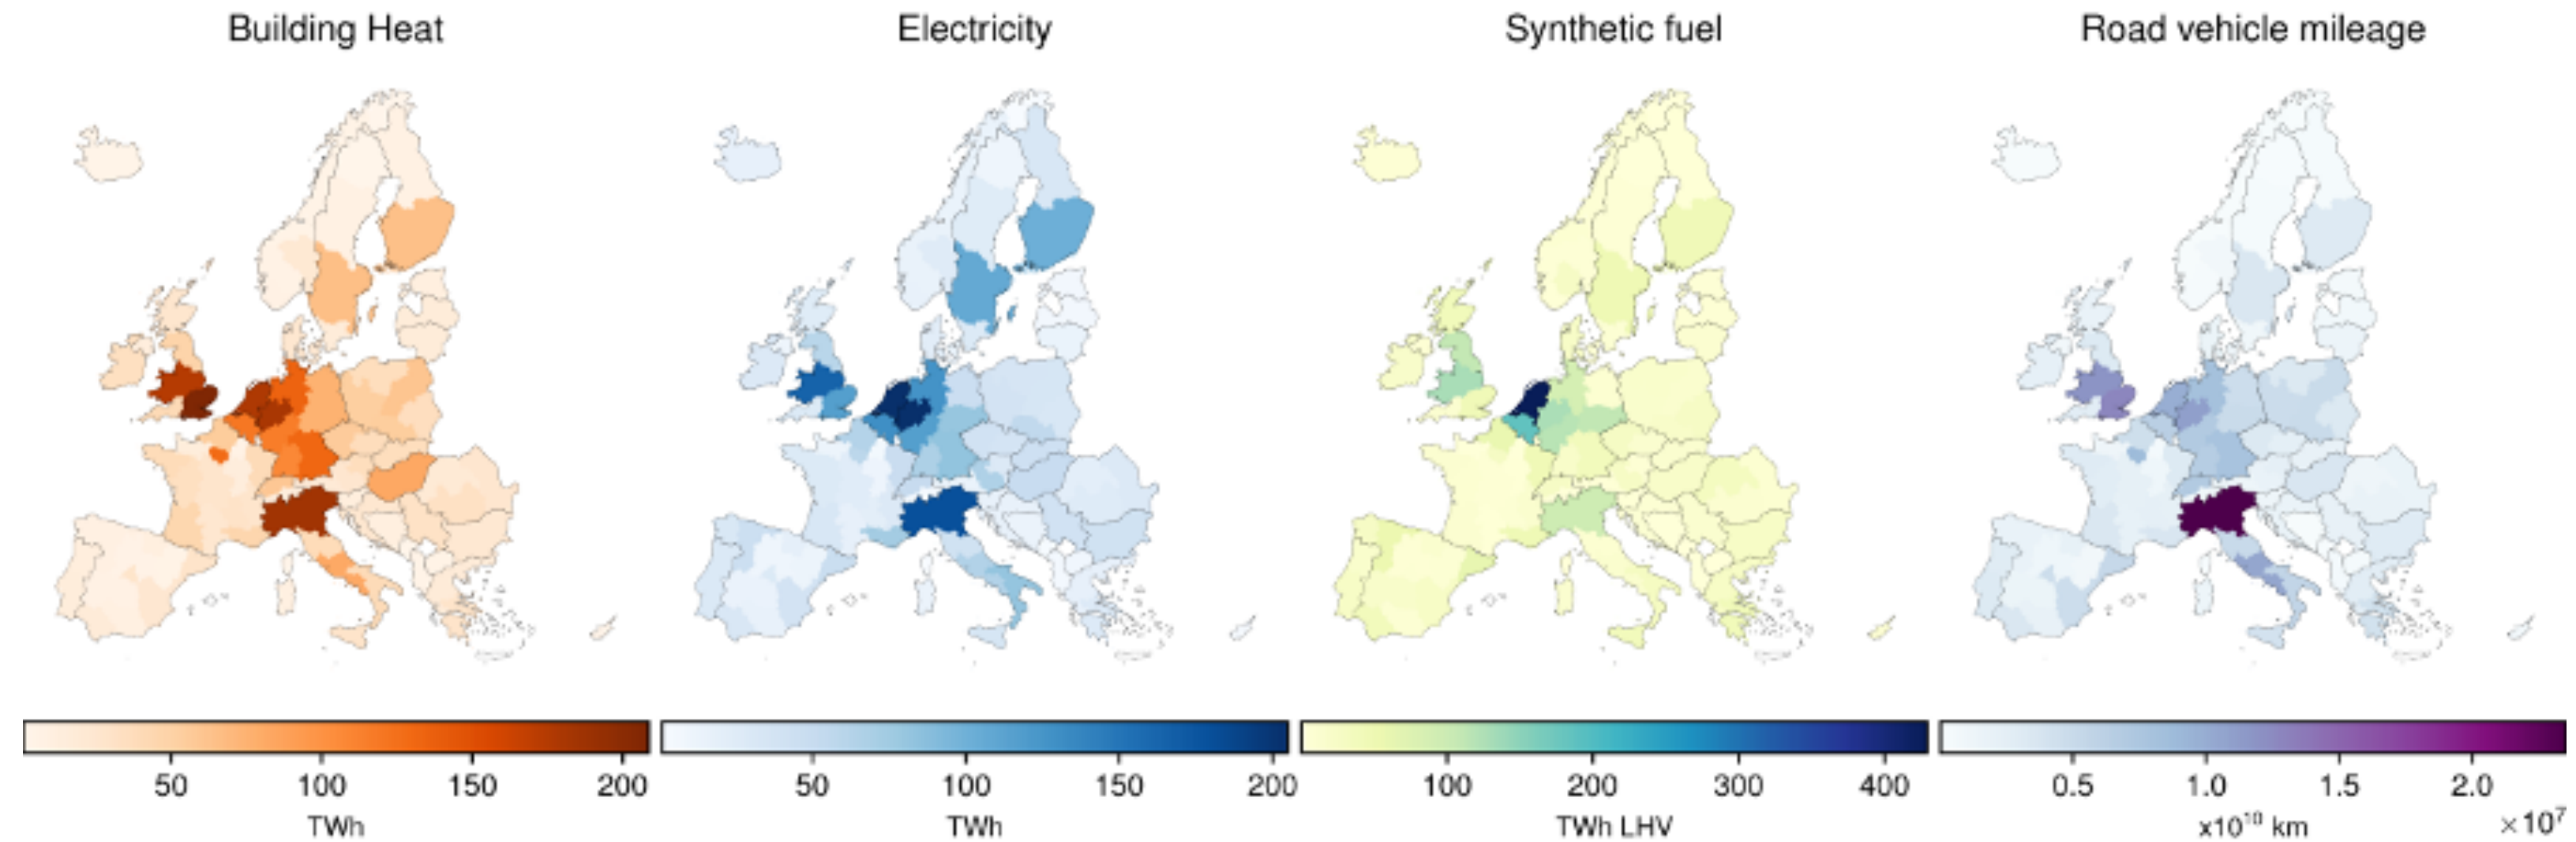 Building Heat
Electricity
Synthetic fuel
Road vehicle mileage
50 100 150 200
TWh
50 100 150 200
TWh
100 200 300 400
TWh LHV
0.5 1.0 1.5 2.0
x10¹⁰ km
×10⁷